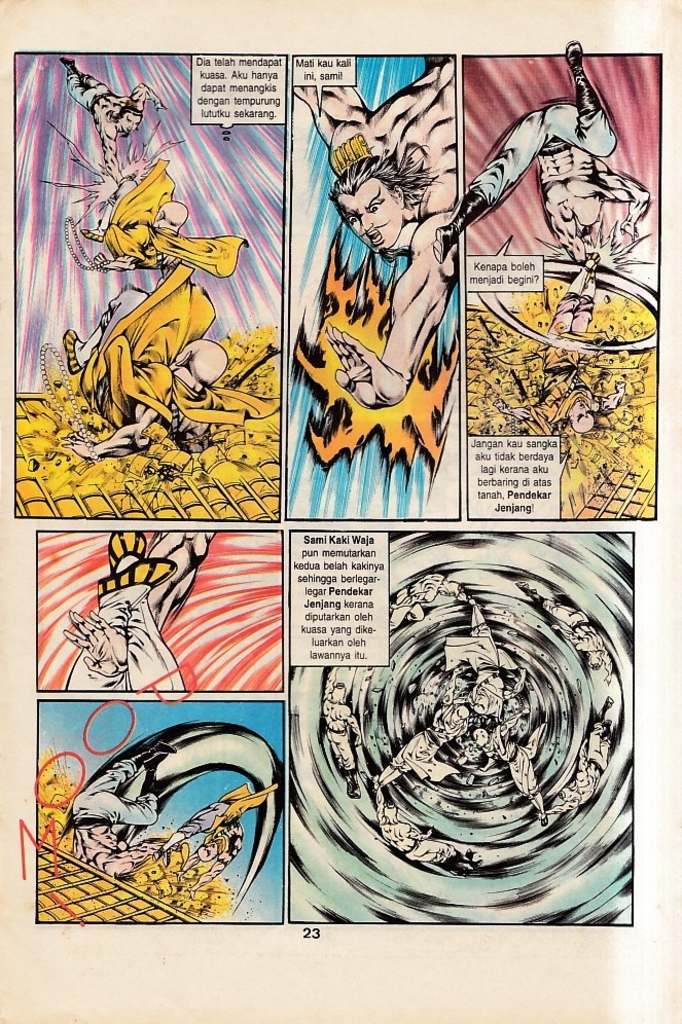 Dia telah mendapat
kuasa. Aku hanya
dapat menangkis
dengan tempurung
lututku sekarang.
Mati kau kali
ini, sami!
Kenapa boleh
menjadi begini?
Jangan kau sangka
aku tidak berdaya
lagi kerana aku
berbaring di atas
tanah, Pendekar
Jenjang!
Sami Kaki Waja
pun memutarkan
kedua belah kakinya
sehingga berlegar-
legar Pendekar
Jenjang kerana
diputarkan oleh
kuasa yang dike-
luarkan oleh
lawannya itu.
23